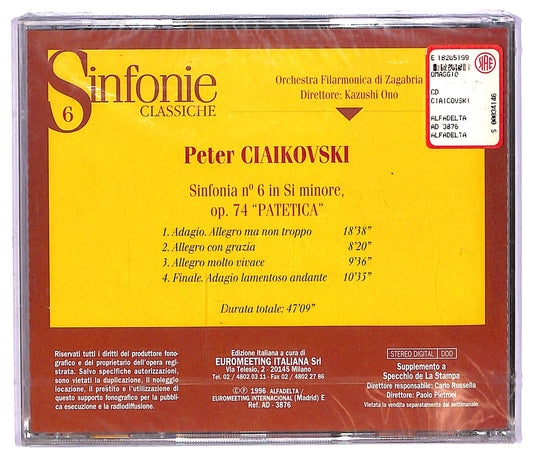 Sinfonie
6 CLASSICHE
Orchestra Filarmonica di Zagabria
Direttore: Kazushi Ono
E 18205199
OMAGGIO
CD
CIAICOVSKI
ALFADELTA
AD 3876
ALFADELTA
SIAE
S 00034146
Peter CIAIKOVSKI
Sinfonia nº 6 in Si minore,
op. 74 “PATETICA”
1. Adagio. Allegro ma non troppo 18’38”
2. Allegro con grazia 8’20”
3. Allegro molto vivace 9’36”
4. Finale. Adagio lamentoso andante 10’35”
Durata totale: 47’09”
Riservati tutti i diritti del produttore fono-
grafico e del proprietario dell'opera regi-
strata. Salvo specifiche autorizzazioni,
sono vietati la duplicazione, il noleggio
locazione, il prestito e l'utilizzazione di
questo supporto fonografico per la pubbli-
ca esecuzione e la radiodiffusione.
Edizione Italiana a cura di
EUROMEETING ITALIANA Srl
Via Telesio, 2 - 20145 Milano
Tel. 02 / 4802 03.11 - Fax 02 / 4802 27 86
©℗ 1996 ALFADELTA/
EUROMEETING INTERNACIONAL (Madrid) E
Ref. AD - 3876
STEREO DIGITAL DDD
Supplemento a
Specchio de La Stampa
Direttore responsabile: Carlo Rossella
Direttore: Paolo Pietroni
Vietata la vendita separatamente dal settimanale